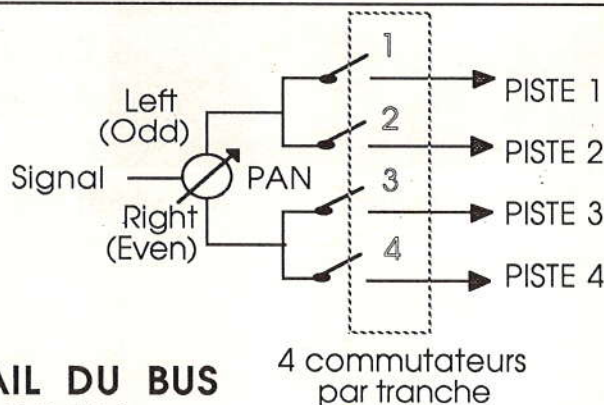 1
PISTE 1
Left
(Odd)
2
PISTE 2
Signal
PAN
3
PISTE 3
Right
(Even)
4
PISTE 4
AIL DU BUS
4 commutateurs
par tranche